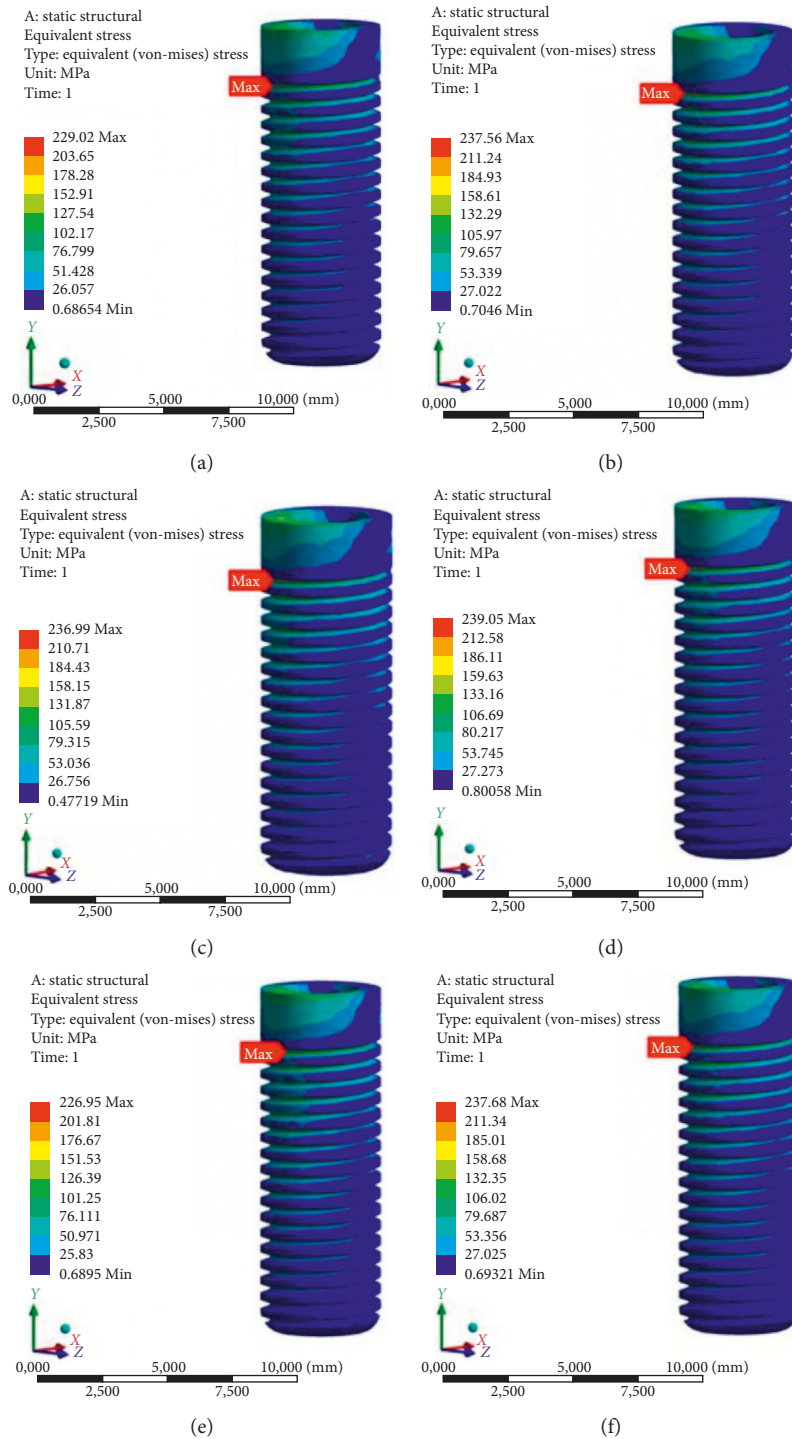 A: static structural
Equivalent stress
Type: equivalent (von-mises) stress
Unit: MPa
Time: 1
Max
229.02 Max
203.65
178.28
152.91
127.54
102.17
76.799
51.428
26.057
0.68654 Min
Y
X
Z
0,000 5,000 10,000 (mm)
2,500 7,500
(a)
A: static structural
Equivalent stress
Type: equivalent (von-mises) stress
Unit: MPa
Time: 1
Max
237.56 Max
211.24
184.93
158.61
132.29
105.97
79.657
53.339
27.022
0.7046 Min
Y
X
Z
0,000 5,000 10,000 (mm)
2,500 7,500
(b)
A: static structural
Equivalent stress
Type: equivalent (von-mises) stress
Unit: MPa
Time: 1
Max
236.99 Max
210.71
184.43
158.15
131.87
105.59
79.315
53.036
26.756
0.47719 Min
Y
X
Z
0,000 5,000 10,000 (mm)
2,500 7,500
(c)
A: static structural
Equivalent stress
Type: equivalent (von-mises) stress
Unit: MPa
Time: 1
Max
239.05 Max
212.58
186.11
159.63
133.16
106.69
80.217
53.745
27.273
0.80058 Min
Y
X
Z
0,000 5,000 10,000 (mm)
2,500 7,500
(d)
A: static structural
Equivalent stress
Type: equivalent (von-mises) stress
Unit: MPa
Time: 1
Max
226.95 Max
201.81
176.67
151.53
126.39
101.25
76.111
50.971
25.83
0.6895 Min
Y
X
Z
0,000 5,000 10,000 (mm)
2,500 7,500
(e)
A: static structural
Equivalent stress
Type: equivalent (von-mises) stress
Unit: MPa
Time: 1
Max
237.68 Max
211.34
185.01
158.68
132.35
106.02
79.687
53.356
27.025
0.69321 Min
Y
X
Z
0,000 5,000 10,000 (mm)
2,500 7,500
(f)